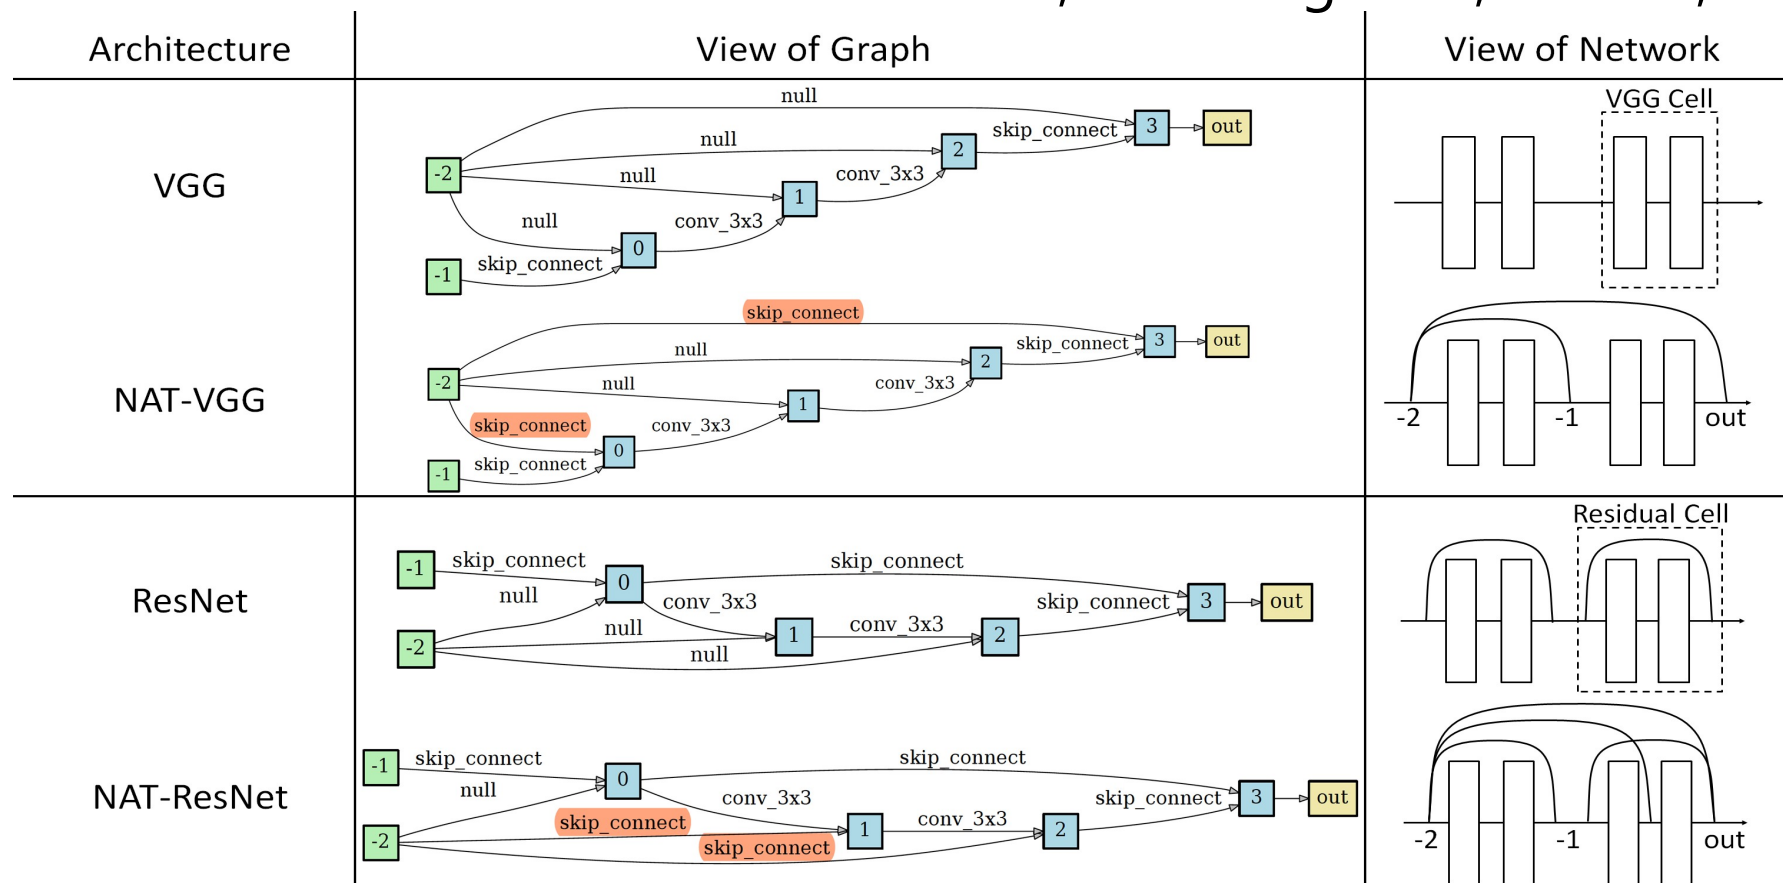 Architecture View of Graph View of Network
VGG
null
null
null
null
skip_connect
conv_3x3
conv_3x3
skip_connect
-2
-1
0
1
2
3
out
VGG Cell
NAT-VGG
skip_connect
null
null
skip_connect
skip_connect
conv_3x3
conv_3x3
skip_connect
-2
-1
0
1
2
3
out
-2 -1 out
ResNet
skip_connect
null
null
null
conv_3x3
conv_3x3
skip_connect
skip_connect
-1
-2
0
1
2
3
out
Residual Cell
NAT-ResNet
skip_connect
null
skip_connect
skip_connect
conv_3x3
conv_3x3
skip_connect
skip_connect
-1
-2
0
1
2
3
out
-2 -1 out